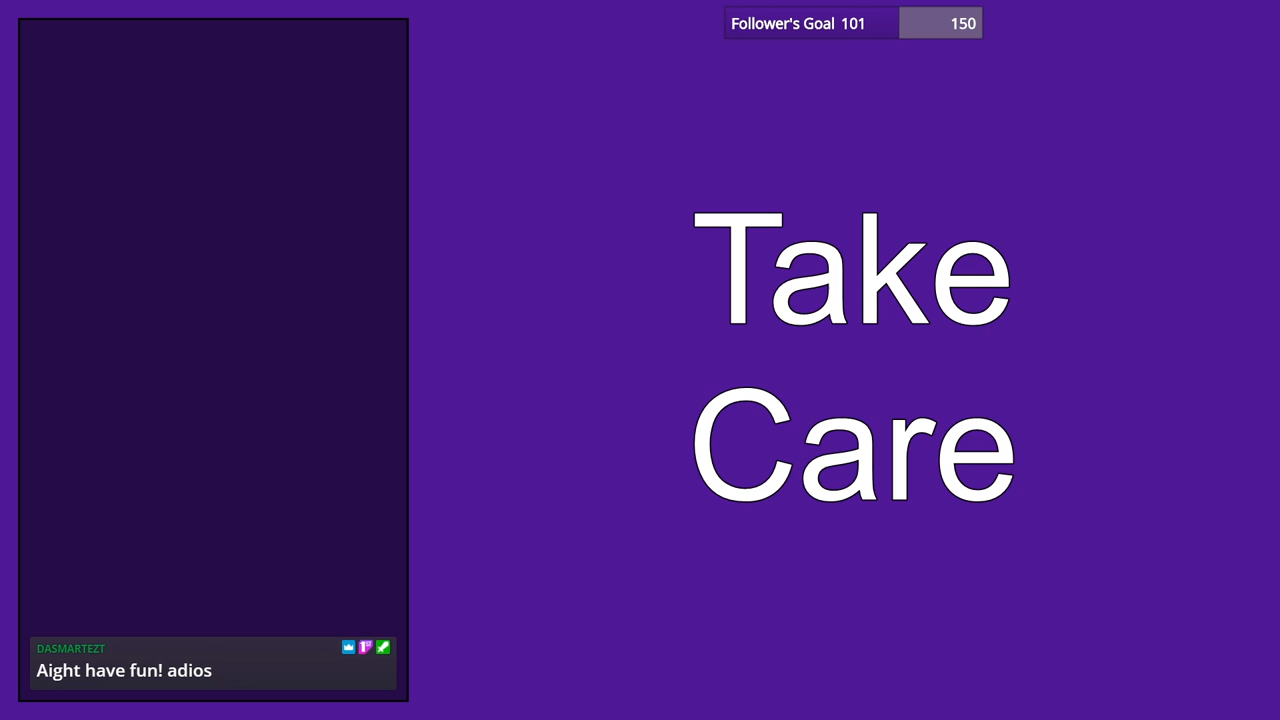 Follower's Goal 101 150
Take
Care
DASMARTEZT
Aight have fun! adios